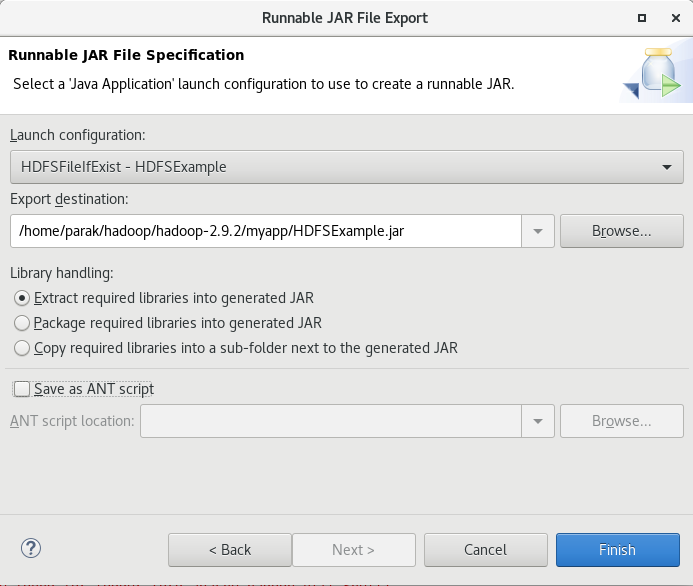 Runnable JAR File Export
Runnable JAR File Specification
Select a 'Java Application' launch configuration to use to create a runnable JAR.
Launch configuration:
HDFSFileIfExist - HDFSExample
Export destination:
/home/parak/hadoop/hadoop-2.9.2/myapp/HDFSExample.jar
Browse...
Library handling:
Extract required libraries into generated JAR
Package required libraries into generated JAR
Copy required libraries into a sub-folder next to the generated JAR
Save as ANT script
ANT script location:
Browse...
?
< Back
Next >
Cancel
Finish